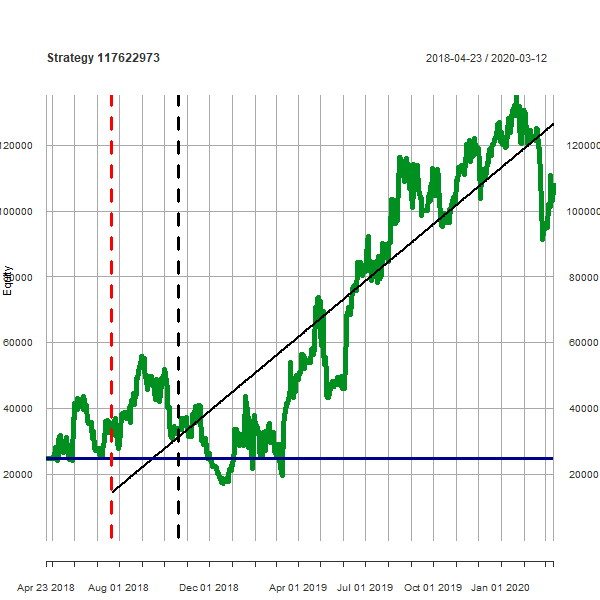 Strategy 117622973
2018-04-23 / 2020-03-12
120000
120000
100000
100000
Equity
80000
80000
60000
60000
40000
40000
20000
20000
Apr 23 2018
Aug 01 2018
Dec 01 2018
Apr 01 2019
Jul 01 2019
Oct 01 2019
Jan 01 2020